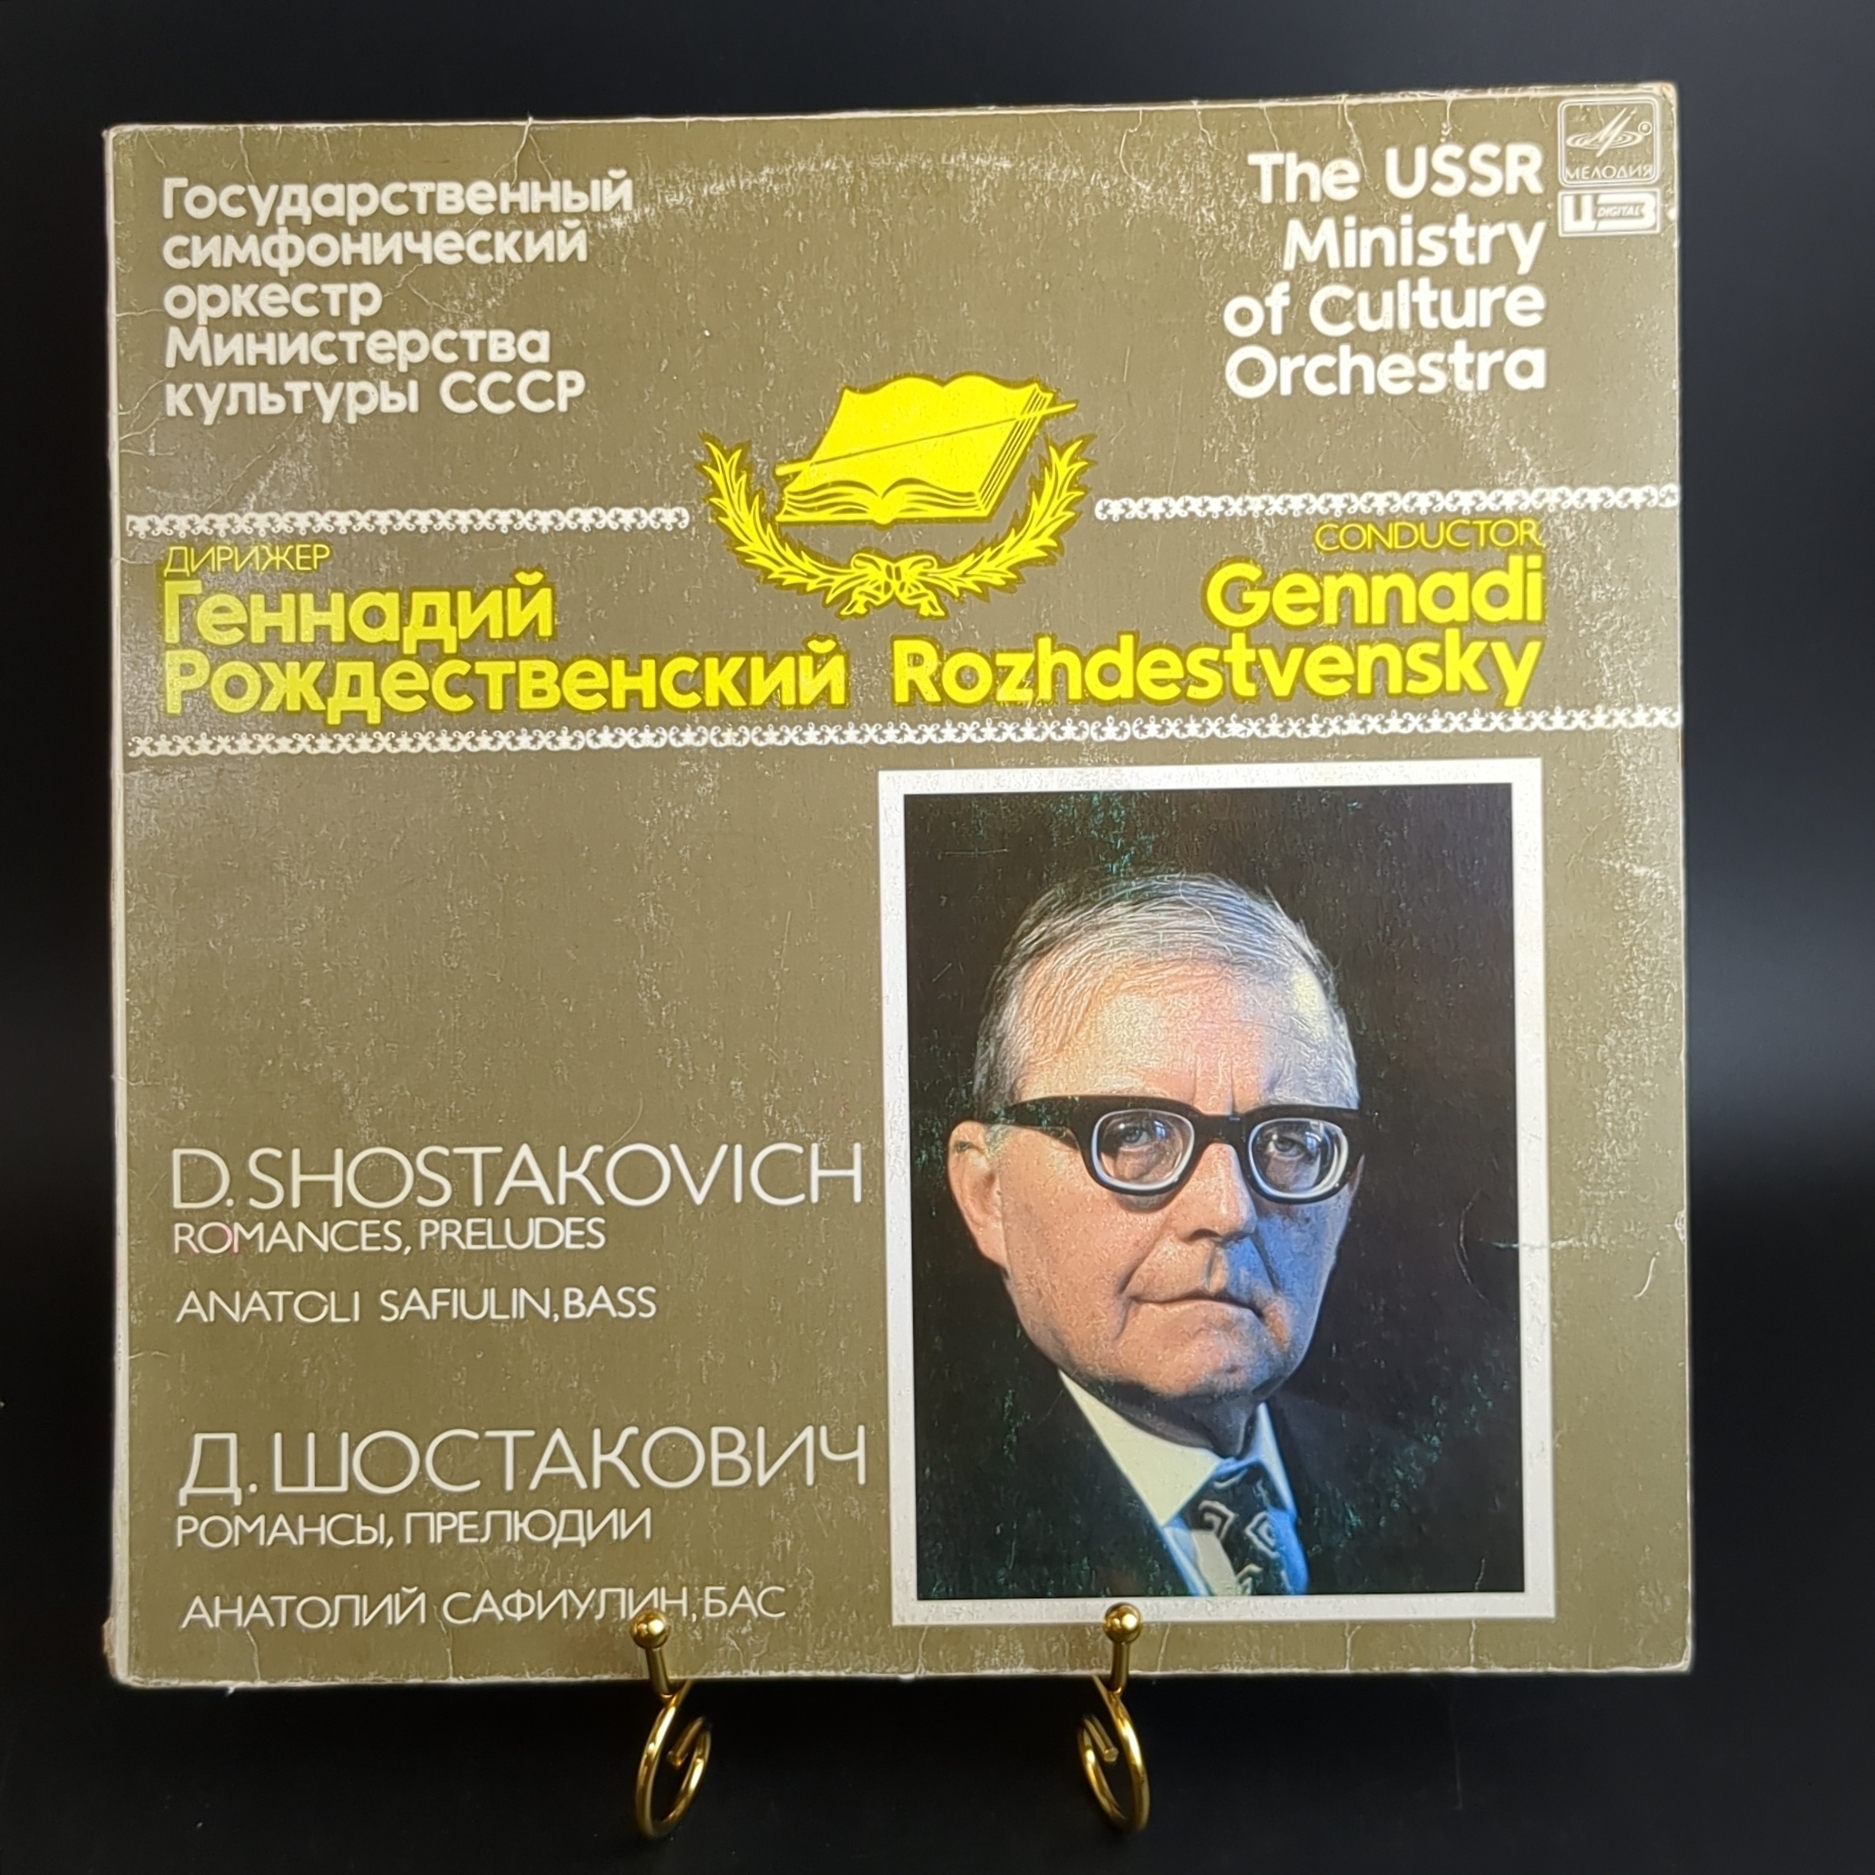 Государственный
симфонический
оркестр
Министерства
культуры СССР
The USSR
Ministry
of Culture
Orchestra
МЕЛОДИЯ
DIGITAL
ДИРИЖЕР
Геннадий
Рождественский
CONDUCTOR
Gennadi
Rozhdestvensky
D. SHOSTAKOVICH
ROMANCES, PRELUDES
ANATOLI SAFIULIN, BASS
Д. ШОСТАКОВИЧ
РОМАНСЫ, ПРЕЛЮДИИ
АНАТОЛИЙ САФИУЛИН, БАС